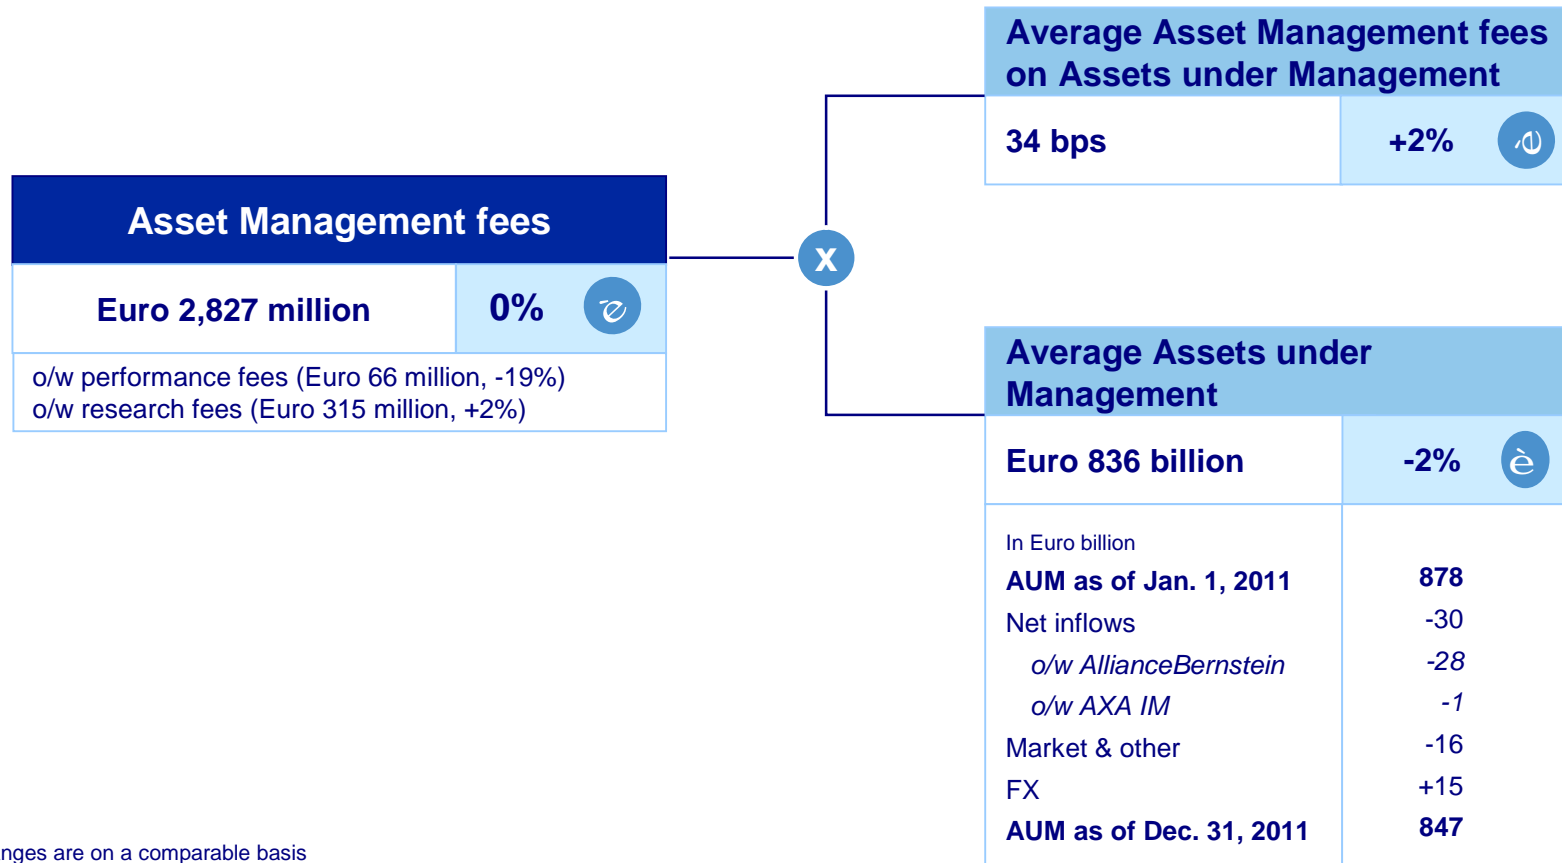 Average Asset Management fees
on Assets under Management
34 bps +2%
Asset Management fees
x
Euro 2,827 million 0%
o/w performance fees (Euro 66 million, -19%)
o/w research fees (Euro 315 million, +2%)
Average Assets under
Management
Euro 836 billion -2% è
In Euro billion
AUM as of Jan. 1, 2011 878
Net inflows -30
o/w AllianceBernstein -28
o/w AXA IM -1
Market & other -16
FX +15
AUM as of Dec. 31, 2011 847
are on a comparable basis